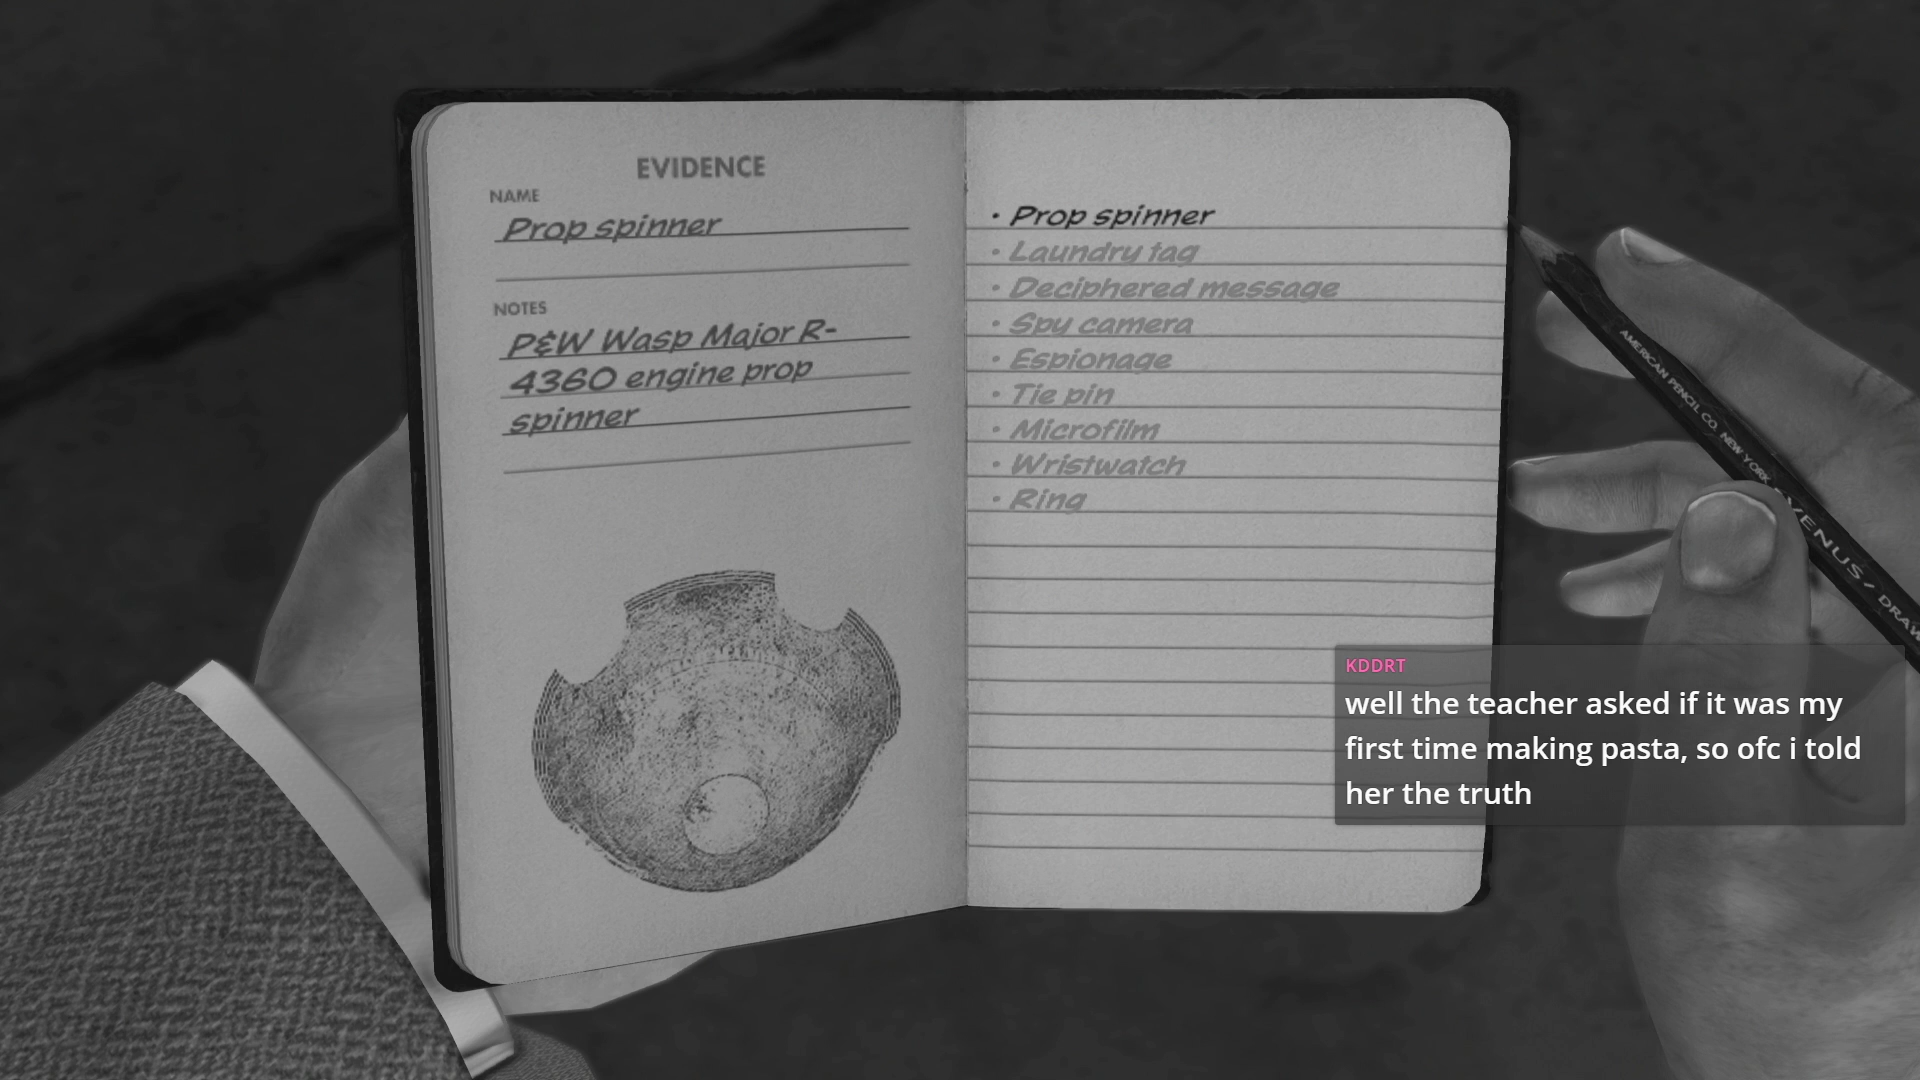 EVIDENCE
NAME
Prop spinner
NOTES
P&W Wasp Major R-
4360 engine prop
spinner
• Prop spinner
• Laundry tag
• Deciphered message
• Spy camera
• Espionage
• Tie pin
• Microfilm
• Wristwatch
• Ring
AMERICAN PENCIL CO. NEW YORK VENUS DRAW
KDDRT
well the teacher asked if it was my
first time making pasta, so ofc i told
her the truth